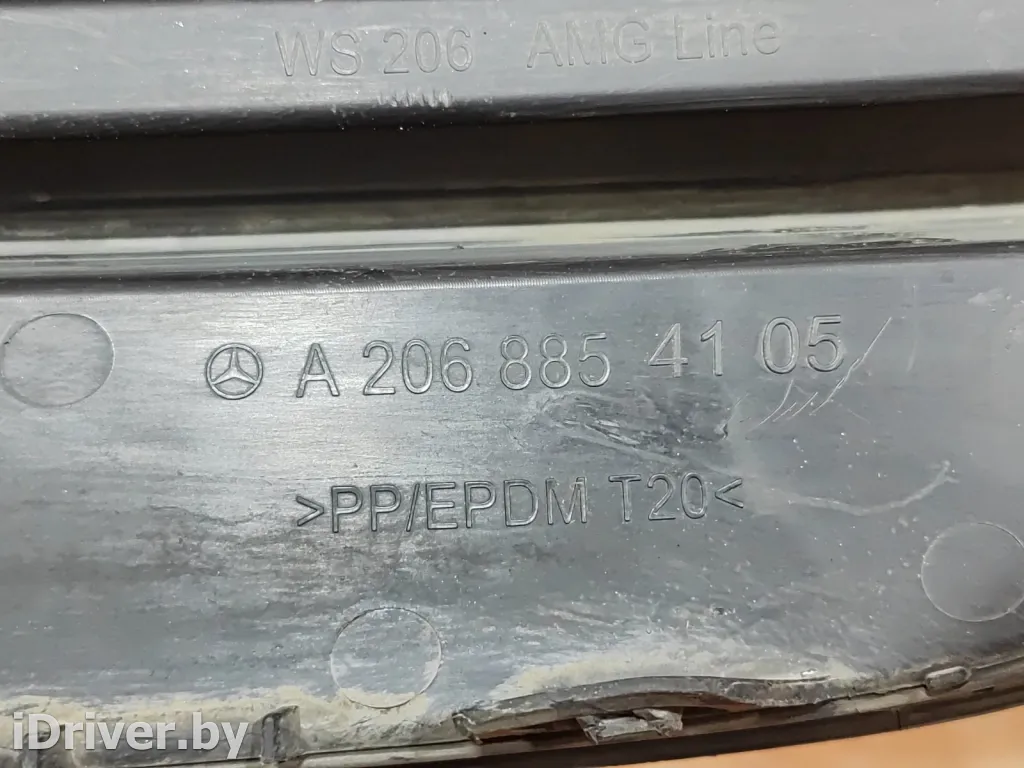 WS 206 AMG Line
A 206 885 41 05
>PP/EPDM T20<
iDriver.by